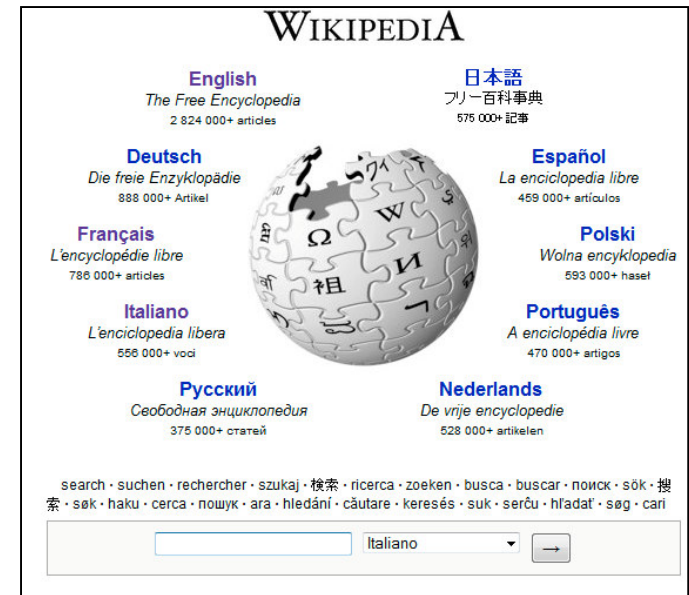 WIKIPEDIA
English
The Free Encyclopedia
2 824 000+ articles
日本語
フリー百科事典
575 000+ 記事
Deutsch
Die freie Enzyklopädie
888 000+ Artikel
Español
La enciclopedia libre
459 000+ artículos
Français
L'encyclopédie libre
786 000+ articles
Polski
Wolna encyklopedia
593 000+ haseł
Italiano
L'enciclopedia libera
556 000+ voci
Português
A enciclopédia livre
470 000+ artigos
Русский
Свободная энциклопедия
375 000+ статей
Nederlands
De vrije encyclopedie
528 000+ artikelen
Ω
W
И
祖
ワィ
search · suchen · rechercher · szukaj · 検索 · ricerca · zoeken · busca · buscar · поиск · sök · 搜
索 · søk · haku · cerca · пошук · ara · hledání · căutare · keresés · suk · serĉu · hľadať · søg · cari
Italiano
→